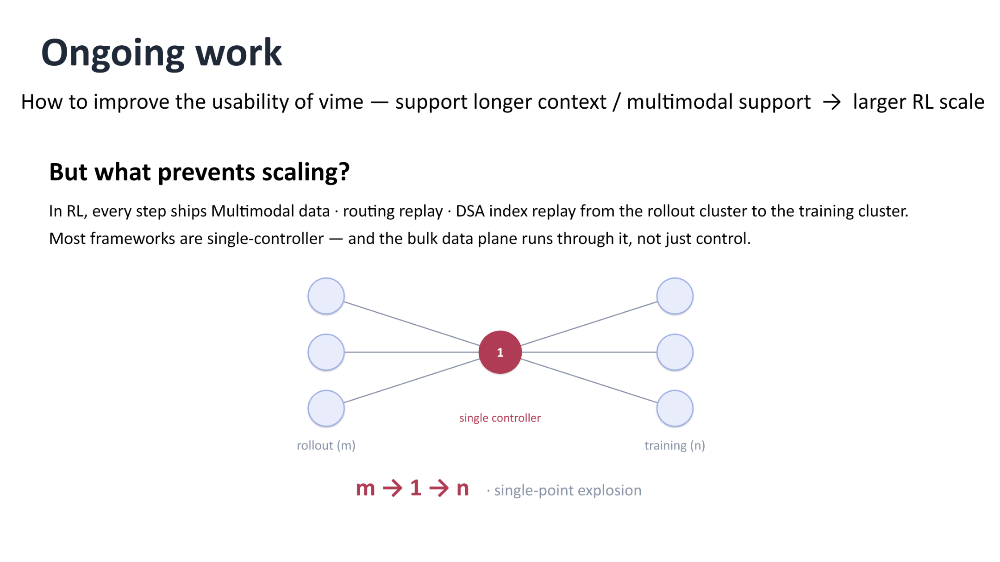 Ongoing work
How to improve the usability of vime — support longer context / multimodal support → larger RL scale
But what prevents scaling?
In RL, every step ships Multimodal data · routing replay · DSA index replay from the rollout cluster to the training cluster.
Most frameworks are single-controller — and the bulk data plane runs through it, not just control.
1
single controller
rollout (m)
training (n)
m → 1 → n · single-point explosion